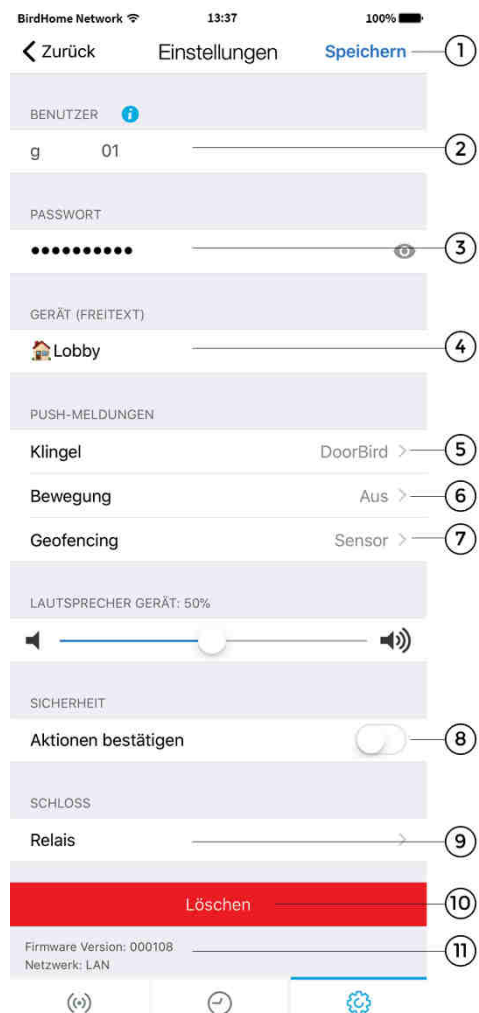 BirdHome Network 13:37 100%
Zurück Einstellungen Speichern 1
BENUTZER i
g 01 2
PASSWORT
•••••••••• 3
GERÄT (FREITEXT)
Lobby 4
PUSH-MELDUNGEN
Klingel DoorBird 5
Bewegung Aus 6
Geofencing Sensor 7
LAUTSPRECHER GERÄT: 50%
SICHERHEIT
Aktionen bestätigen 8
SCHLOSS
Relais 9
Löschen 10
Firmware Version: 000108 11
Netzwerk: LAN